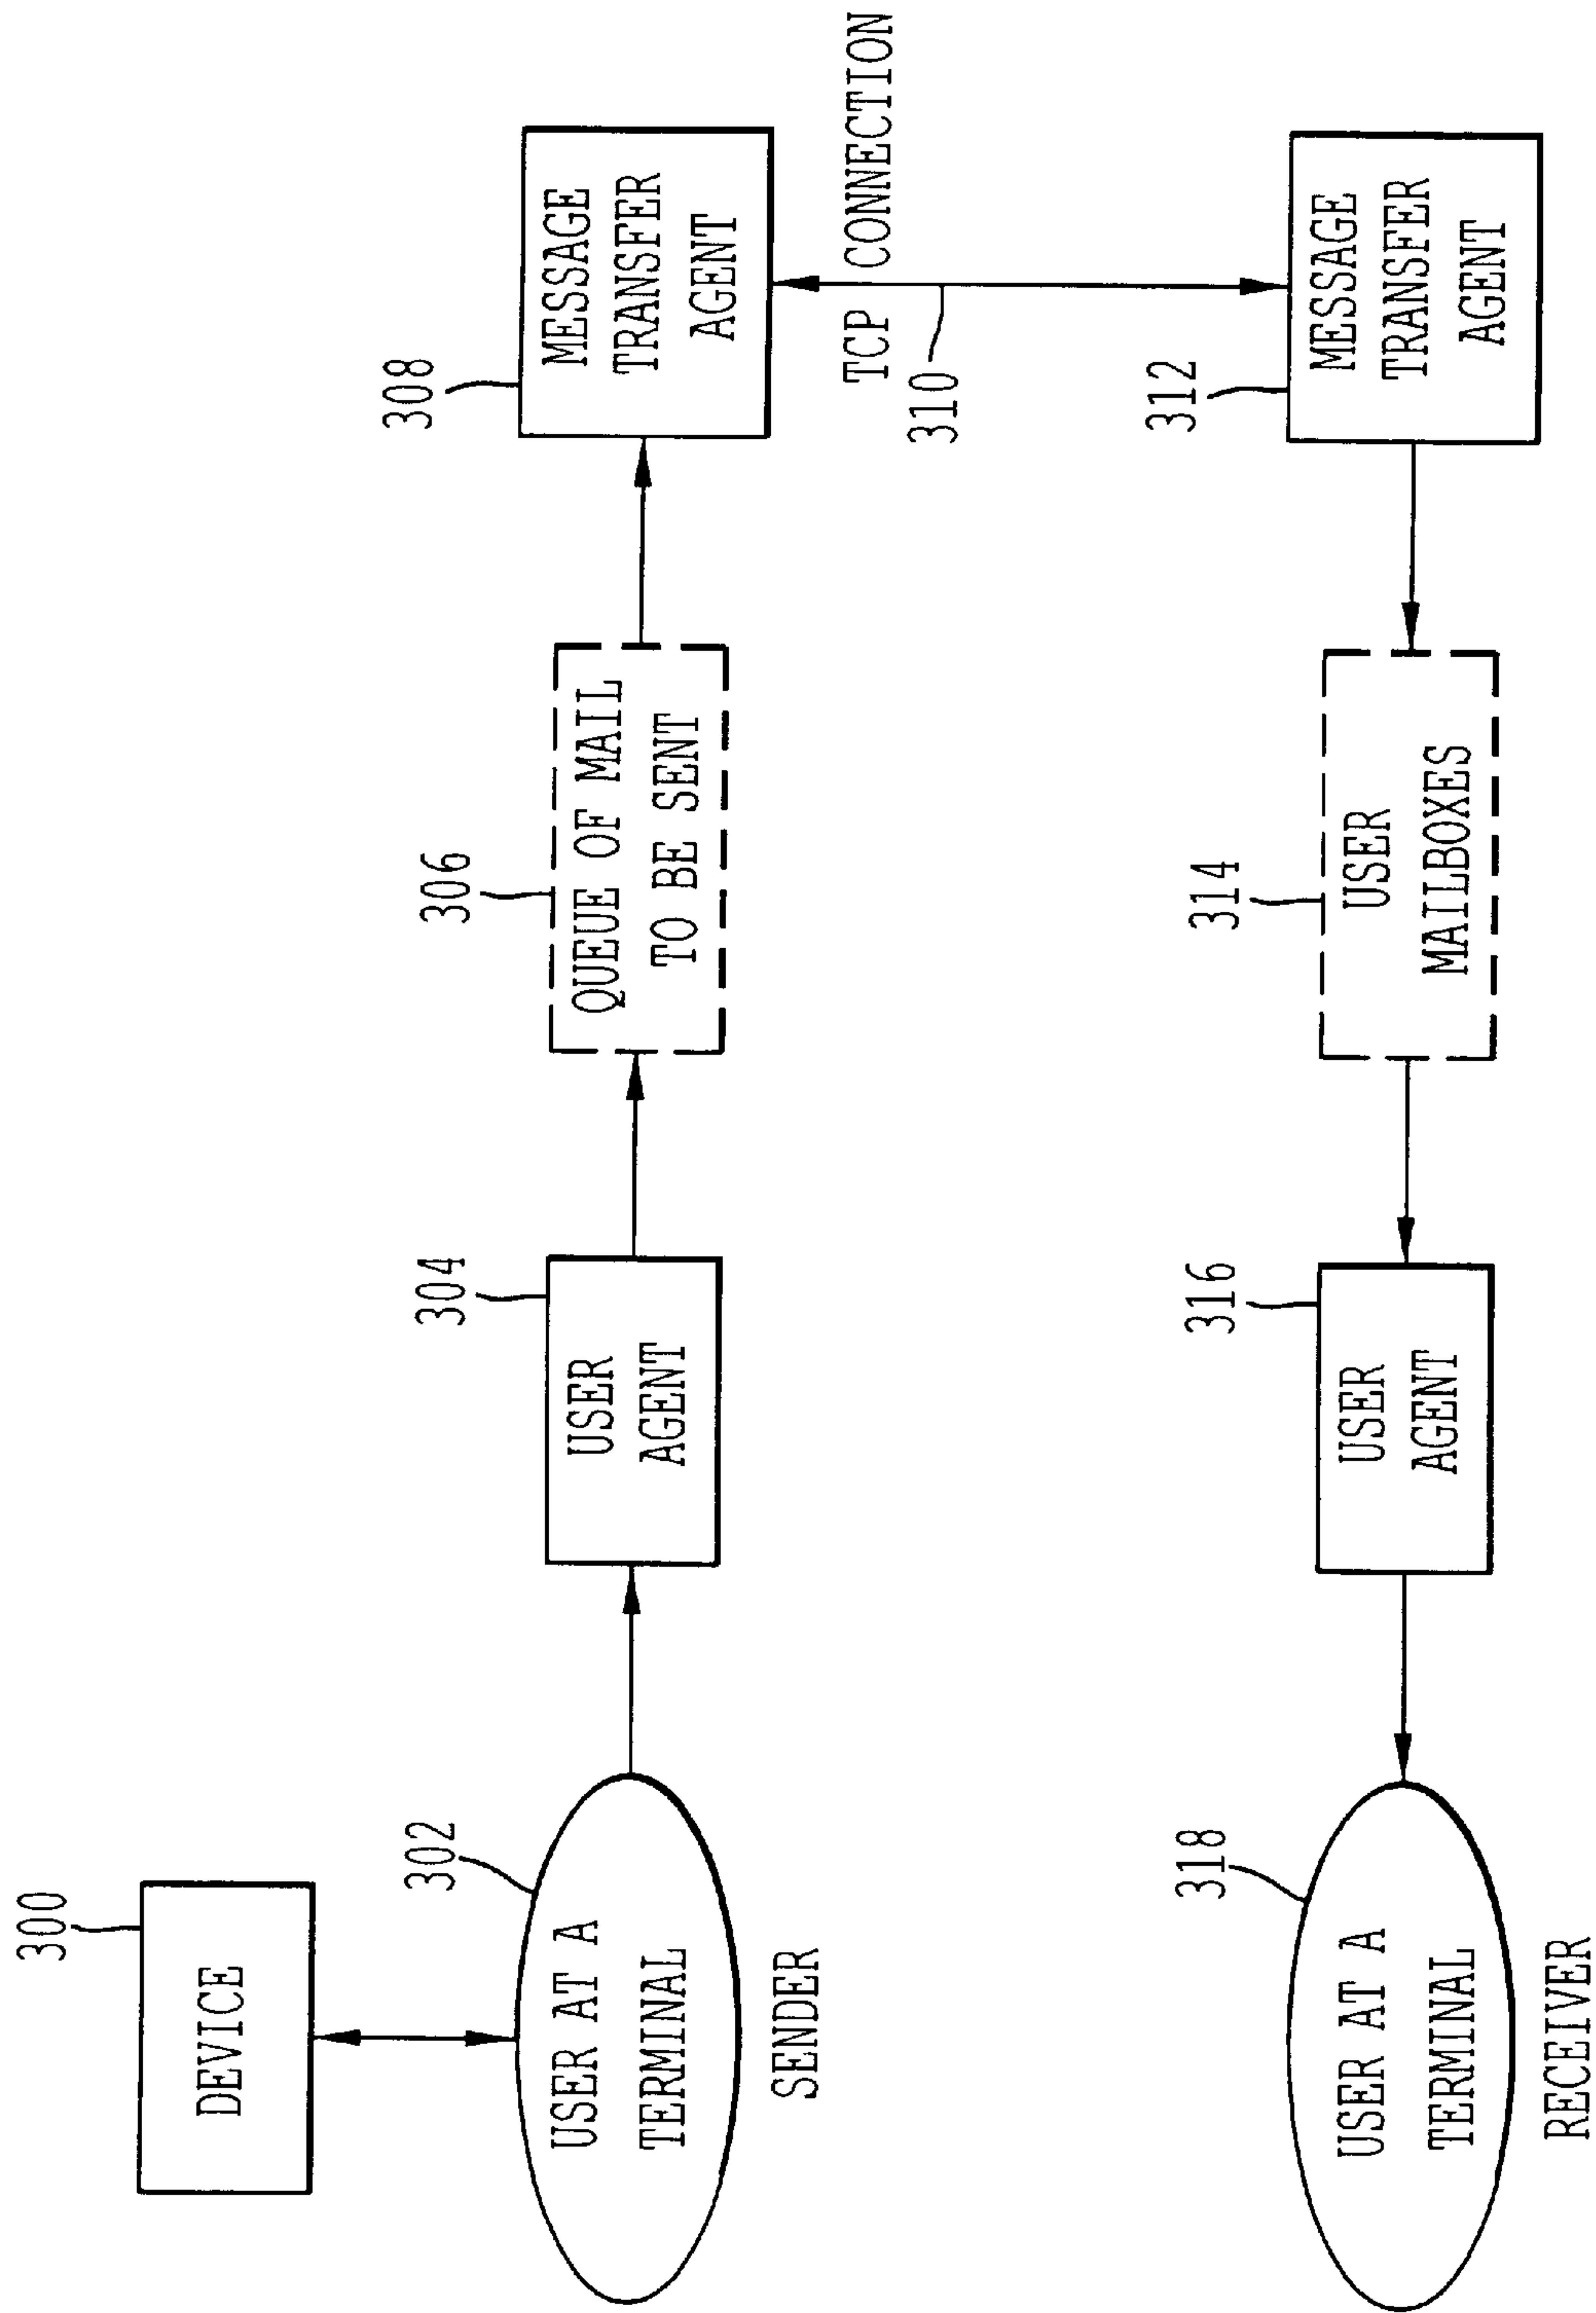 300
DEVICE
302
USER AT A
TERMINAL
SENDER
304
USER
AGENT
306
QUEUE OF MAIL
TO BE SENT
308
MESSAGE
TRANSFER
AGENT
TCP CONNECTION
310
312
MESSAGE
TRANSFER
AGENT
314
USER
MAILBOXES
316
USER
AGENT
318
USER AT A
TERMINAL
RECEIVER